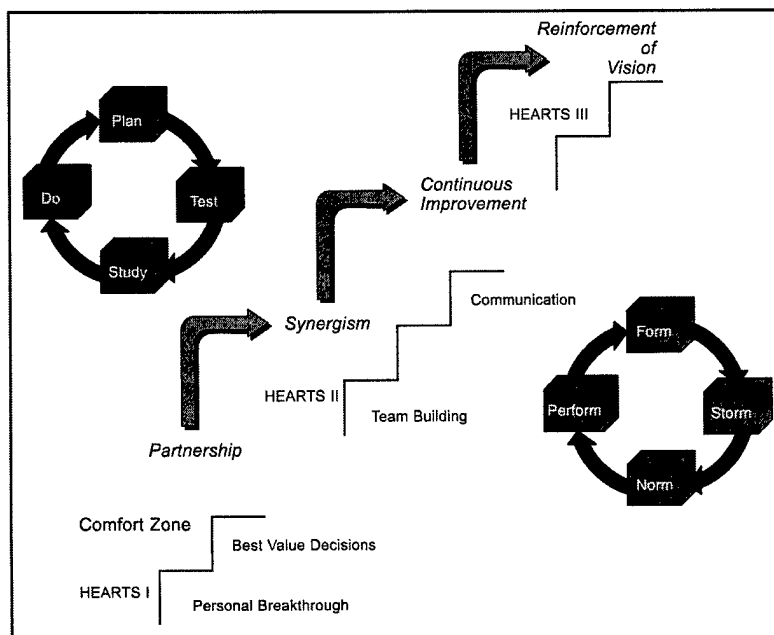 Reinforcement
of
Vision
HEARTS III
Plan
Do
Test
Study
Continuous
Improvement
Synergism
Communication
HEARTS II
Team Building
Form
Perform
Storm
Norm
Partnership
Comfort Zone
Best Value Decisions
HEARTS I
Personal Breakthrough